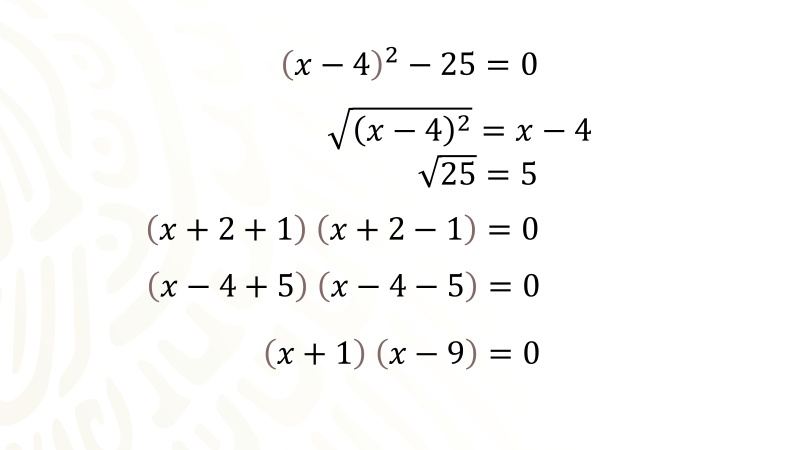 (x − 4)² − 25 = 0
√(x − 4)² = x − 4
√25 = 5
(x + 2 + 1) (x + 2 − 1) = 0
(x − 4 + 5) (x − 4 − 5) = 0
(x + 1) (x − 9) = 0